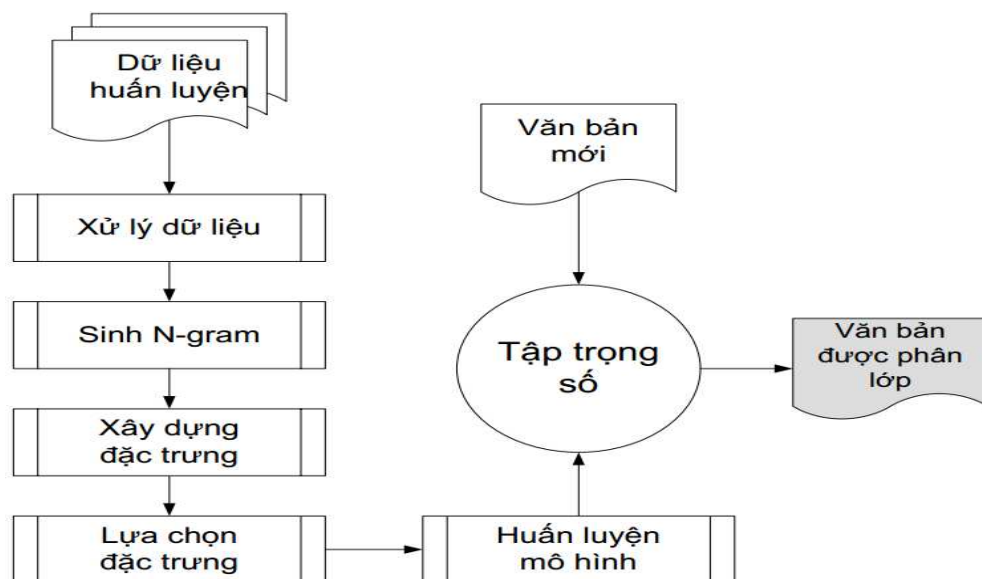 Dữ liệu
huấn luyện
Xử lý dữ liệu
Sinh N-gram
Xây dựng
đặc trưng
Lựa chọn
đặc trưng
Huấn luyện
mô hình
Văn bản
mới
Tập trọng
số
Văn bản
được phân
lớp